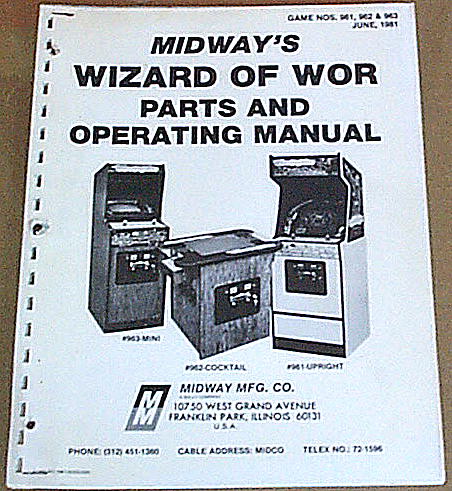 GAME NOS. 961, 962 & 963
JUNE, 1981
MIDWAY'S
WIZARD OF WOR
PARTS AND
OPERATING MANUAL
#963-MINI
#962-COCKTAIL
#961-UPRIGHT
MM
MIDWAY MFG. CO.
10750 WEST GRAND AVENUE
FRANKLIN PARK, ILLINOIS 60131
U.S.A.
PHONE: (312) 451-1360 CABLE ADDRESS: MIDCO TELEX NO.: 72-1596